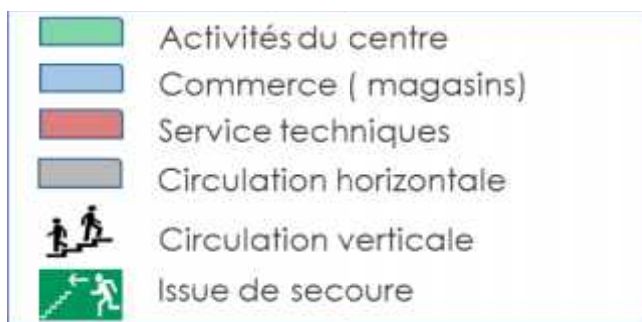 Activités du centre
Commerce ( magasins)
Service techniques
Circulation horizontale
Circulation verticale
Issue de secoure